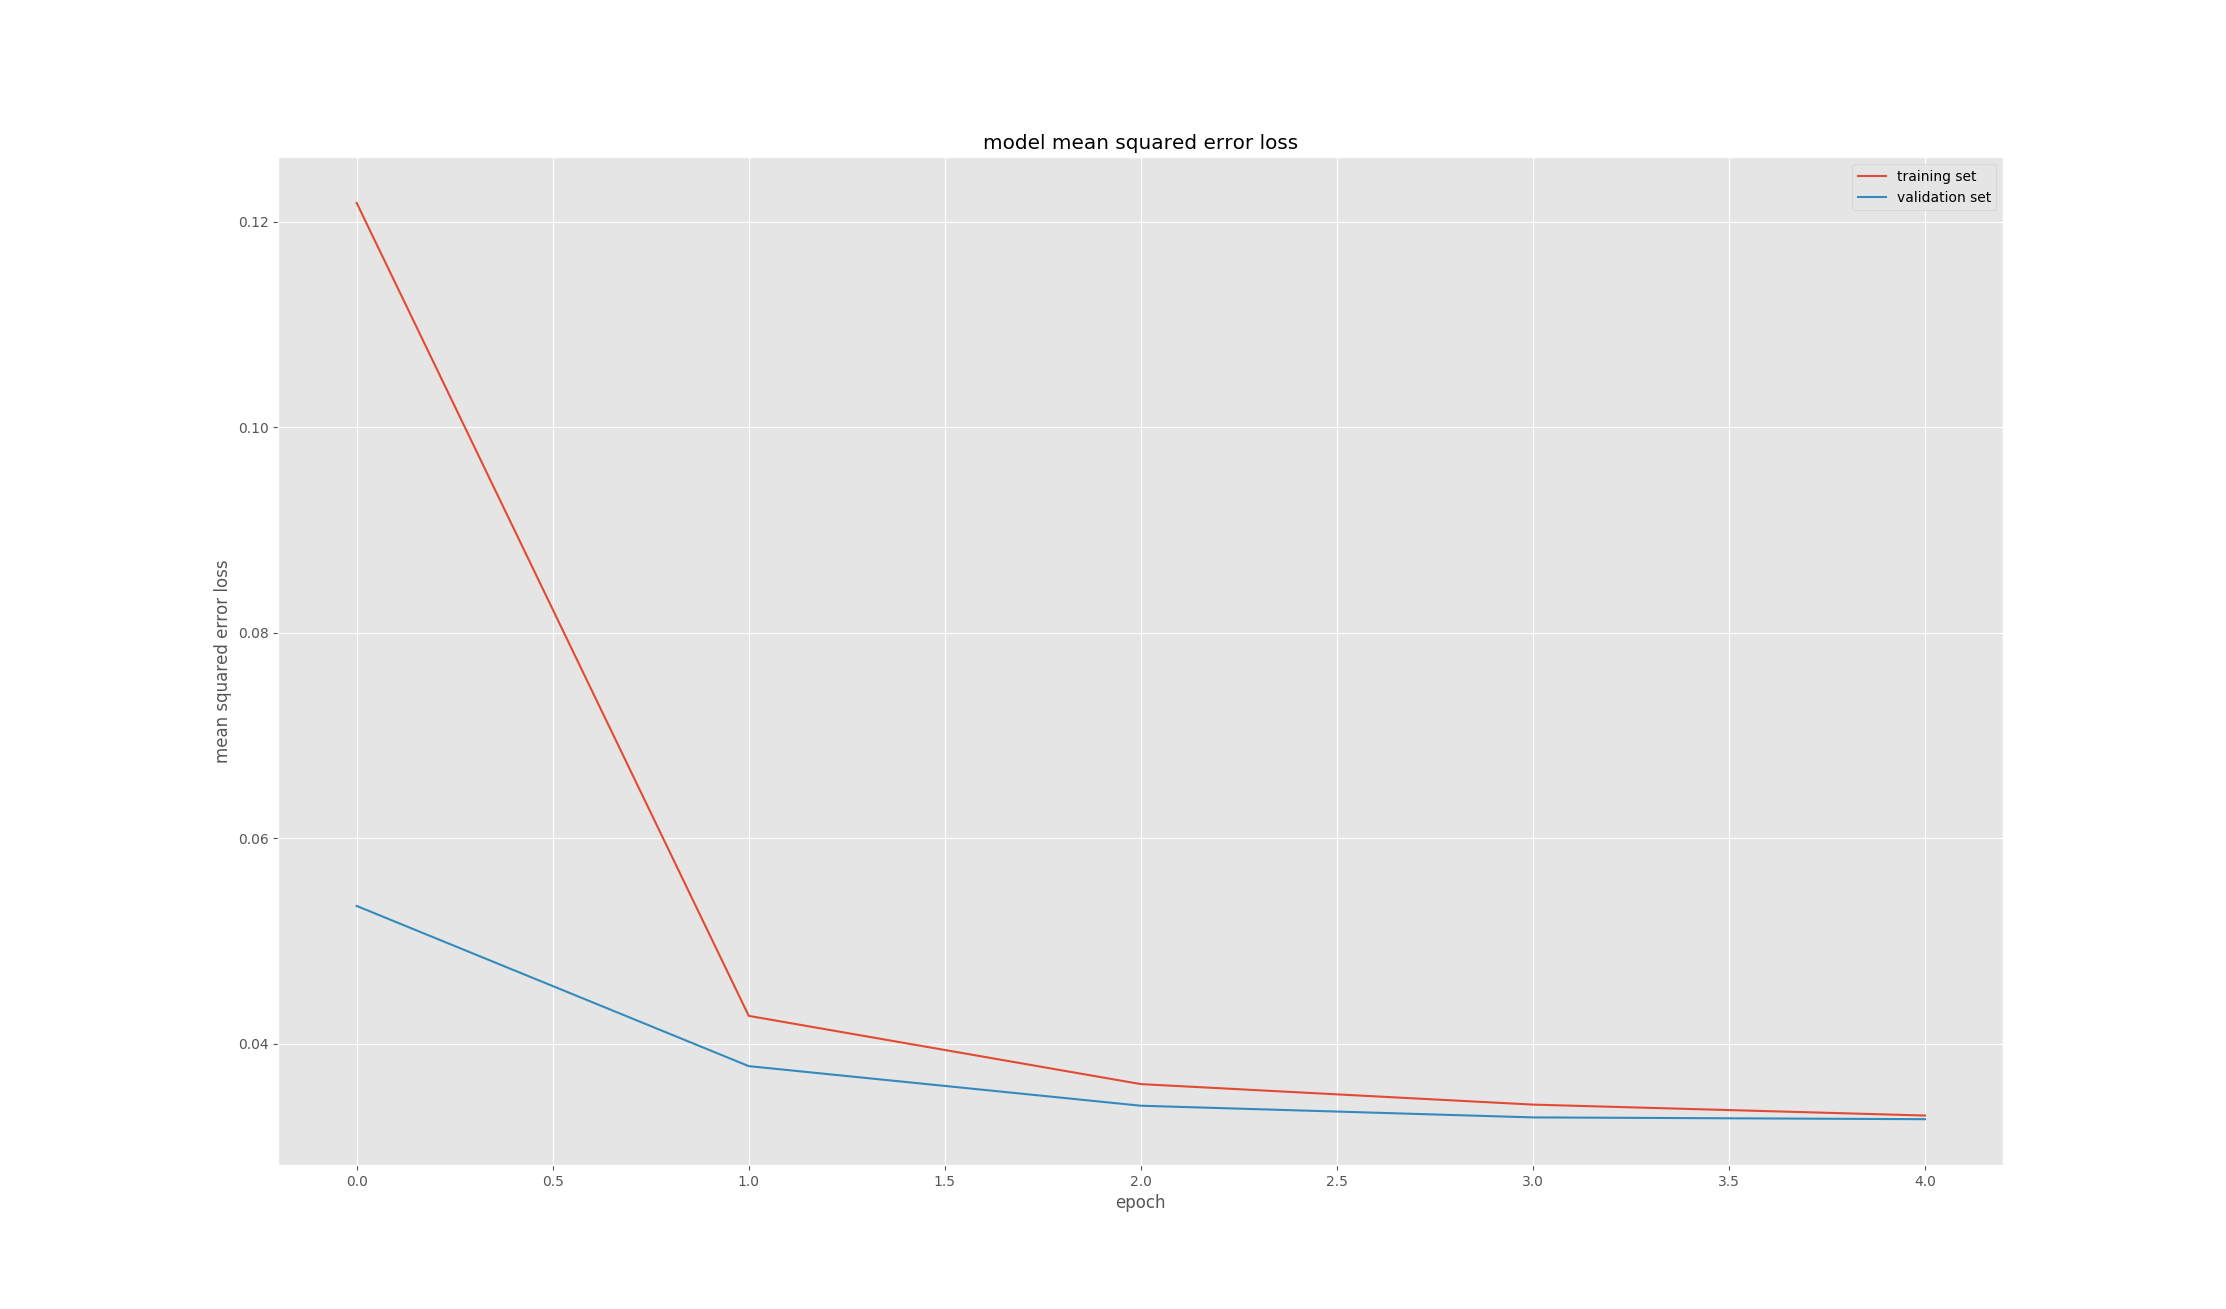 model mean squared error loss
training set
validation set
0.12
0.10
0.08
0.06
0.04
mean squared error loss
0.0 0.5 1.0 1.5 2.0 2.5 3.0 3.5 4.0
epoch